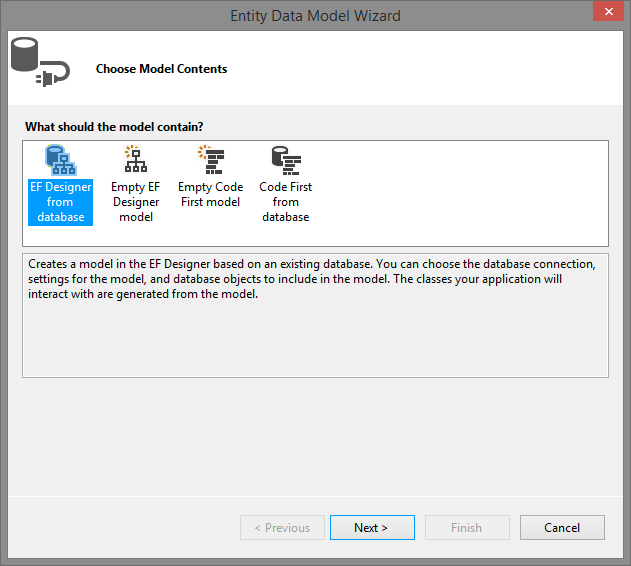 Entity Data Model Wizard
Choose Model Contents
What should the model contain?
EF Designer
from
database
Empty EF
Designer
model
Empty Code
First model
Code First
from
database
Creates a model in the EF Designer based on an existing database. You can choose the database connection,
settings for the model, and database objects to include in the model. The classes your application will
interact with are generated from the model.
< Previous
Next >
Finish
Cancel